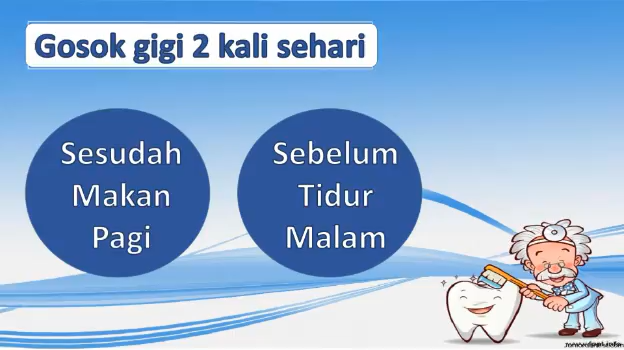 Gosok gigi 2 kali sehari
Sesudah
Makan
Pagi
Sebelum
Tidur
Malam